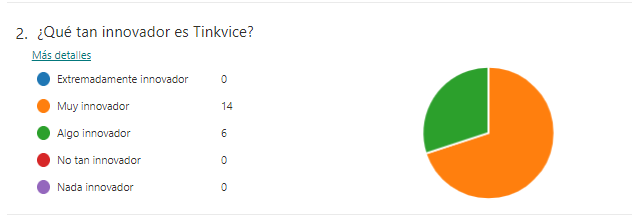 2. ¿Qué tan innovador es Tinkvice?
Más detalles
Extremadamente innovador 0
Muy innovador 14
Algo innovador 6
No tan innovador 0
Nada innovador 0